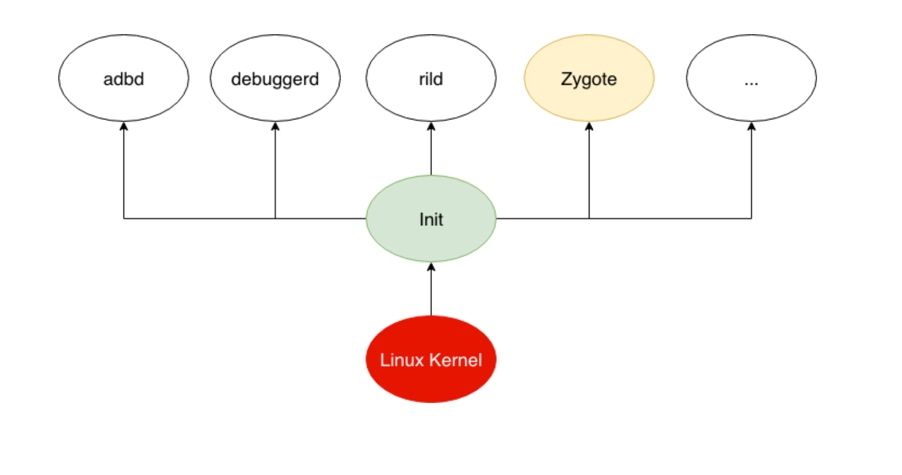 adbd
debuggerd
rild
Zygote
...
Init
Linux Kernel